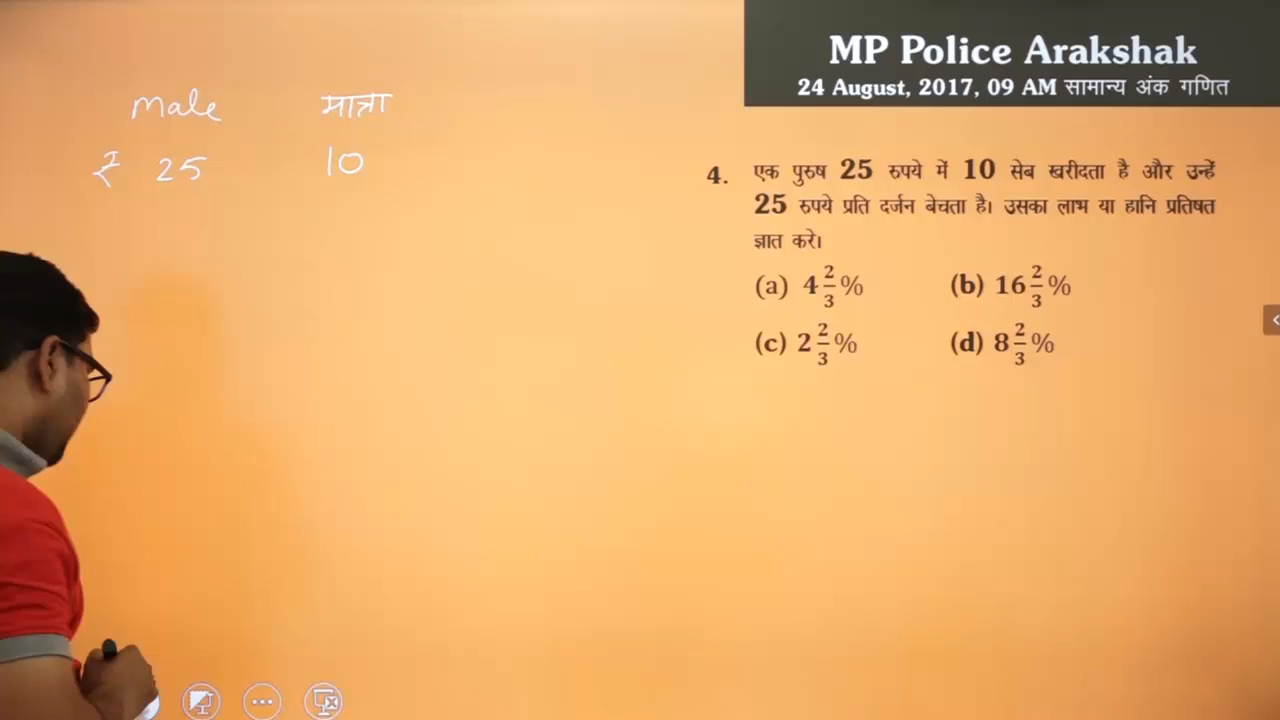 MP Police Arakshak
24 August, 2017, 09 AM सामान्य अंक गणित
Male मात्रा
₹ 25 10
4. एक पुरुष 25 रुपये में 10 सेब खरीदता है और उन्हें
25 रुपये प्रति दर्जन बेचता है। उसका लाभ या हानि प्रतिषत
ज्ञात करे।
(a) 4 2/3 % (b) 16 2/3 %
(c) 2 2/3 % (d) 8 2/3 %